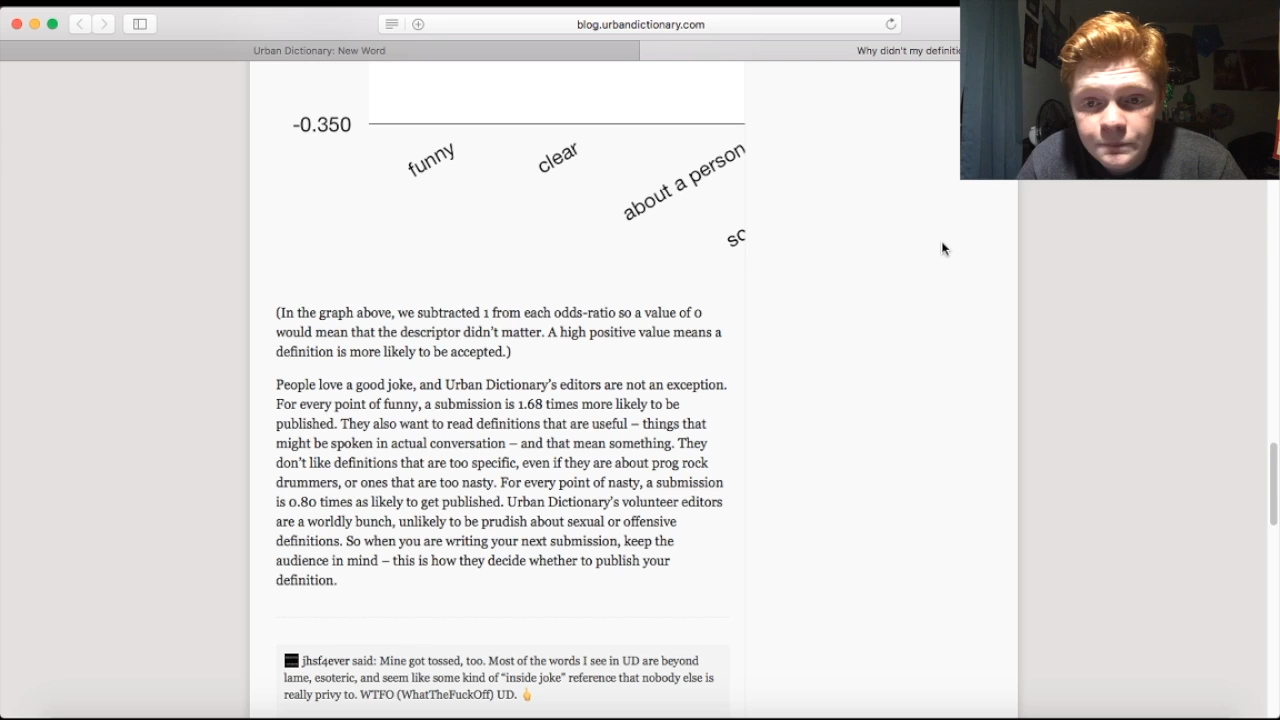 blog.urbandictionary.com
Urban Dictionary: New Word
Why didn't my
-0.350
funny
clear
about a person
(In the graph above, we subtracted 1 from each odds-ratio so a value of 0
would mean that the descriptor didn't matter. A high positive value means a
definition is more likely to be accepted.)
People love a good joke, and Urban Dictionary's editors are not an exception.
For every point of funny, a submission is 1.68 times more likely to be
published. They also want to read definitions that are useful – things that
might be spoken in actual conversation – and that mean something. They
don't like definitions that are too specific, even if they are about prog rock
drummers, or ones that are too nasty. For every point of nasty, a submission
is 0.80 times as likely to get published. Urban Dictionary's volunteer editors
are a worldly bunch, unlikely to be prudish about sexual or offensive
definitions. So when you are writing your next submission, keep the
audience in mind – this is how they decide whether to publish your
definition.
jhsf4ever said: Mine got tossed, too. Most of the words I see in UD are beyond
lame, esoteric, and seem like some kind of “inside joke” reference that nobody else is
really privy to. WTFO (WhatTheFuckOff) UD. 🖕